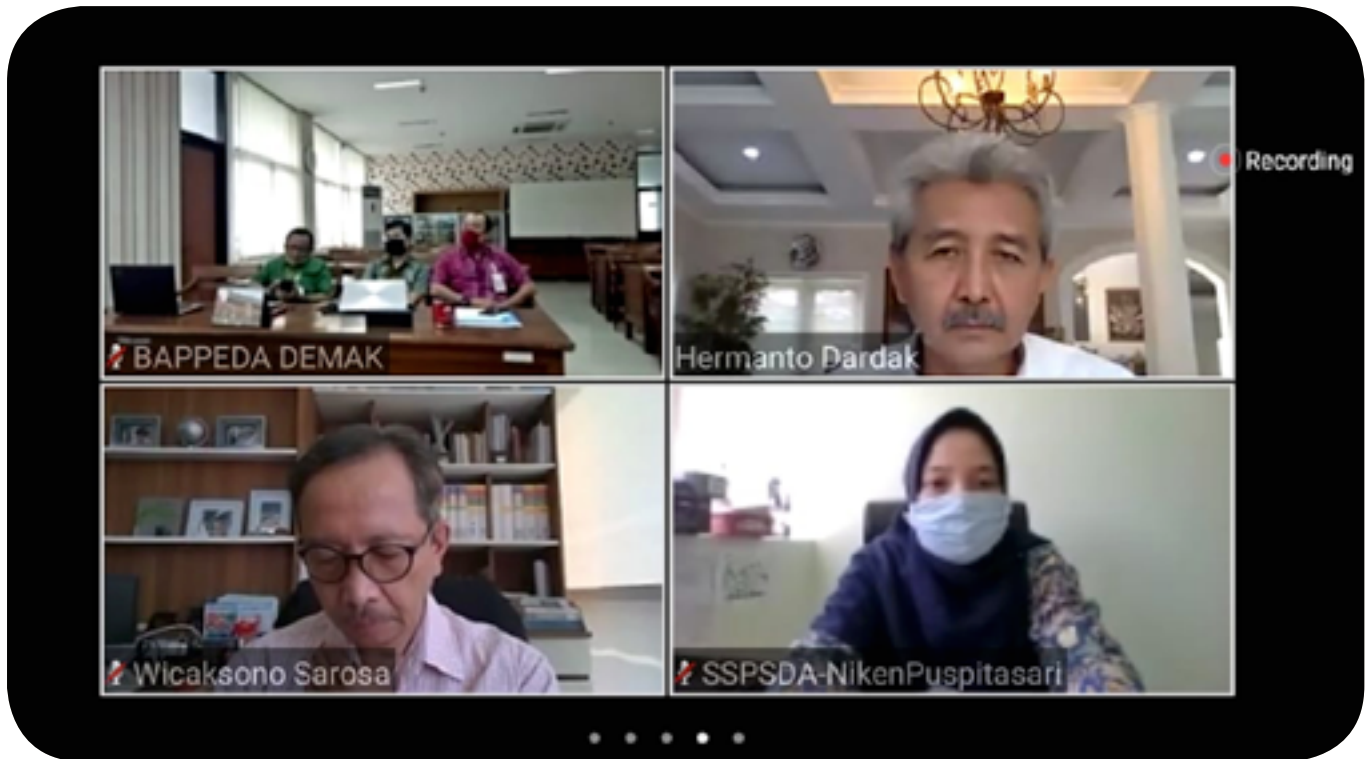 BAPPEDA DEMAK
Hermanto Dardak
Recording
Wicaksono Sarosa
SSPSDA-NikenPuspitasari